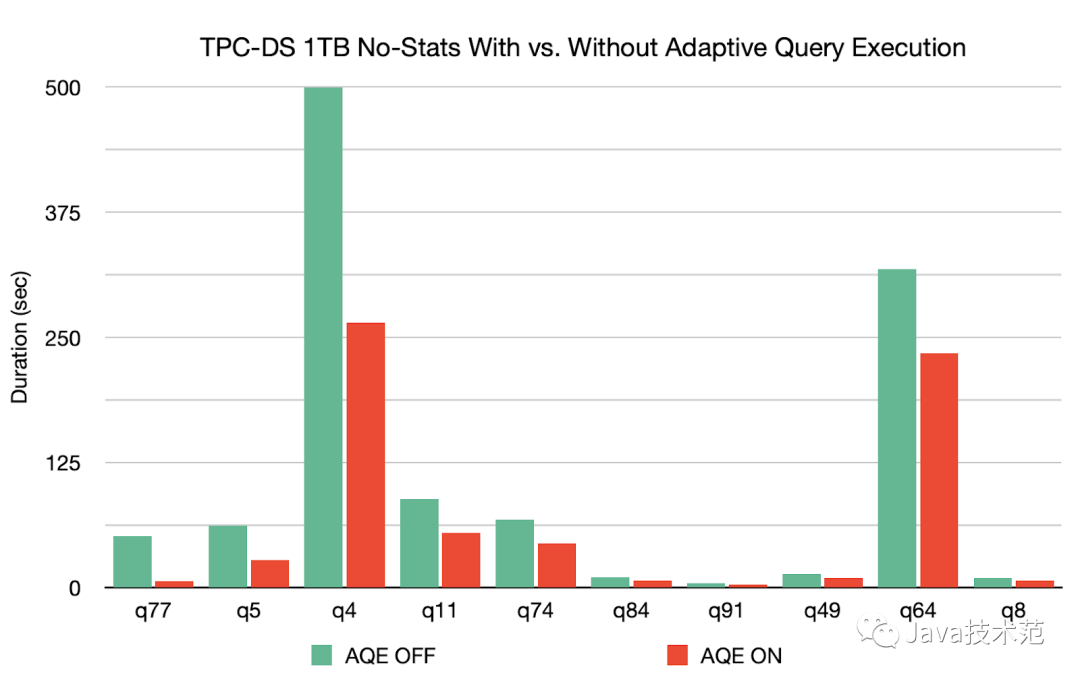 TPC-DS 1TB No-Stats With vs. Without Adaptive Query Execution
500
375
250
125
0
Duration (sec)
q77 q5 q4 q11 q74 q84 q91 q49 q64 q8
AQE OFF AQE ON
Java技术范